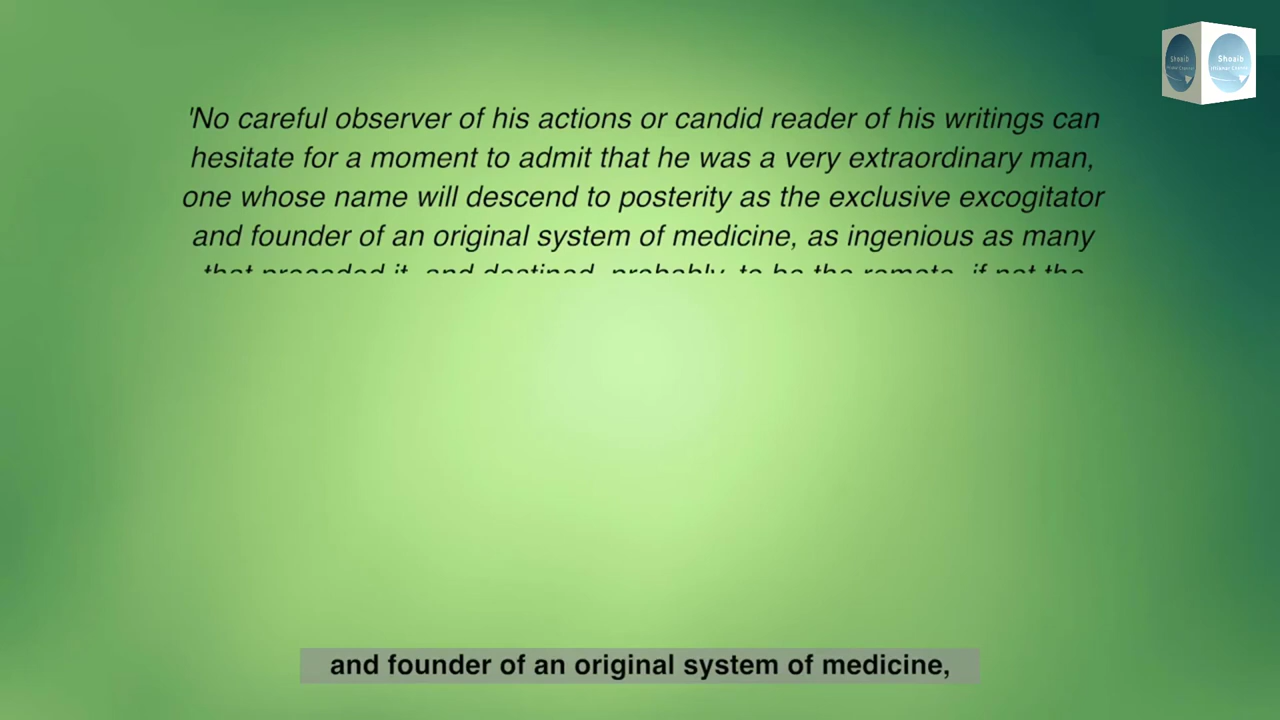 'No careful observer of his actions or candid reader of his writings can
hesitate for a moment to admit that he was a very extraordinary man,
one whose name will descend to posterity as the exclusive excogitator
and founder of an original system of medicine, as ingenious as many
that preceded it, and destined, probably, to be the remote, if not the
and founder of an original system of medicine,
Shoaib
Shoaib